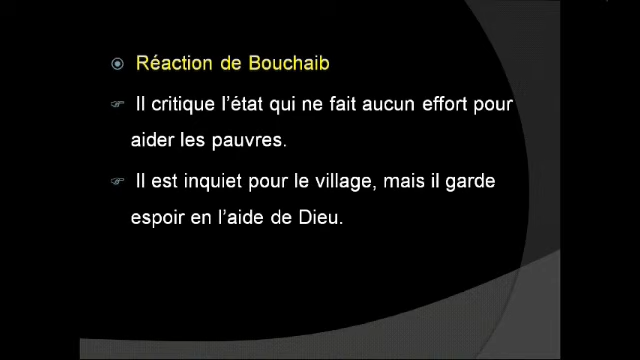 Réaction de Bouchaib
Il critique l'état qui ne fait aucun effort pour
aider les pauvres.
Il est inquiet pour le village, mais il garde
espoir en l'aide de Dieu.